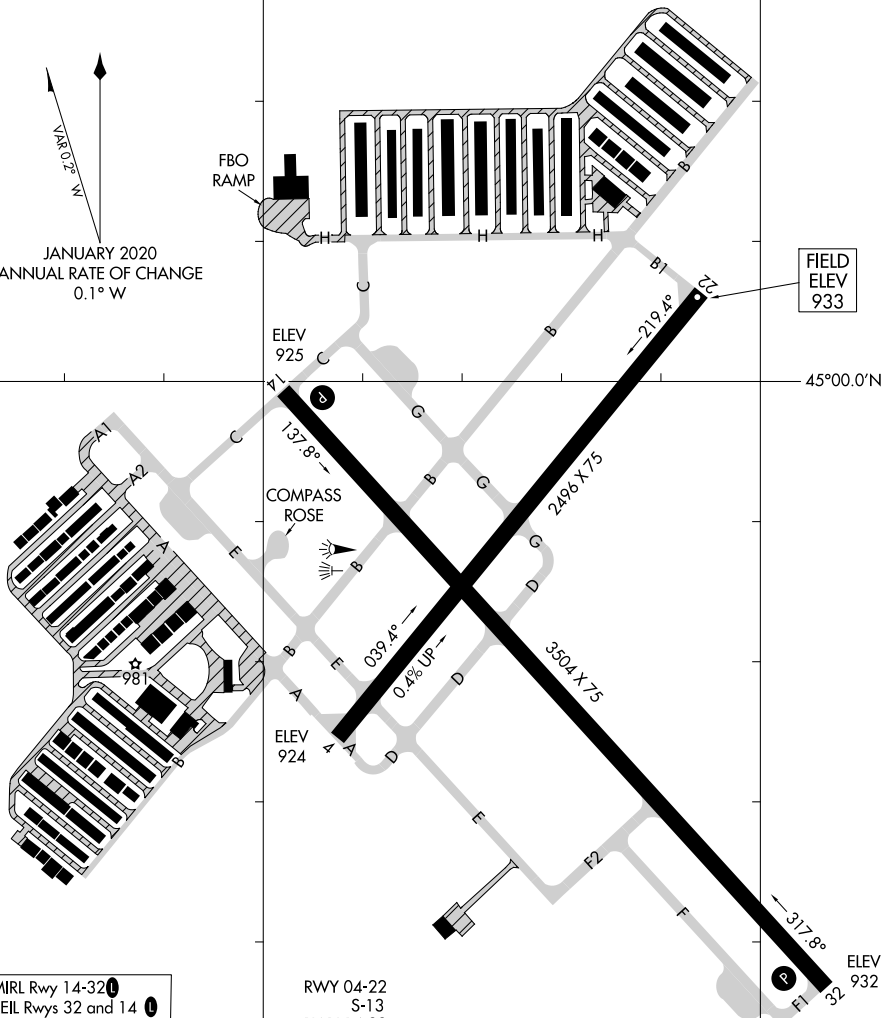 VAR 0.2° W
JANUARY 2020
ANNUAL RATE OF CHANGE
0.1° W
FBO
RAMP
H
H
H
B
B1
22
FIELD
ELEV
933
219.4°
C
B
ELEV
925
C
45°00.0'N
14
P
G
C
137.8°
A1
A2
B
G
2496 X 75
COMPASS
ROSE
A
E
G
B
D
039.4°
0.4% UP
3504 X 75
B
E
D
981
A
ELEV
924
4
A
D
B
E
F2
F
317.8°
ELEV
932
P
32
F1
MIRL Rwy 14-32 L
EIL Rwys 32 and 14 L
RWY 04-22
S-13